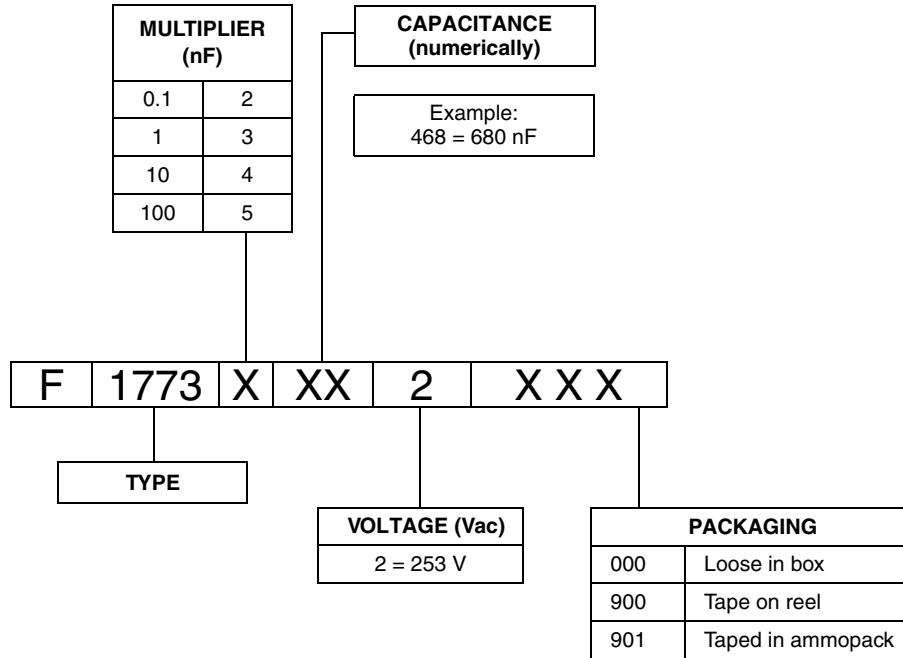 MULTIPLIER
(nF)
0.1 2
1 3
10 4
100 5
CAPACITANCE
(numerically)
Example:
468 = 680 nF
F 1773 X XX 2 X X X
TYPE
VOLTAGE (Vac)
2 = 253 V
PACKAGING
000 Loose in box
900 Tape on reel
901 Taped in ammopack